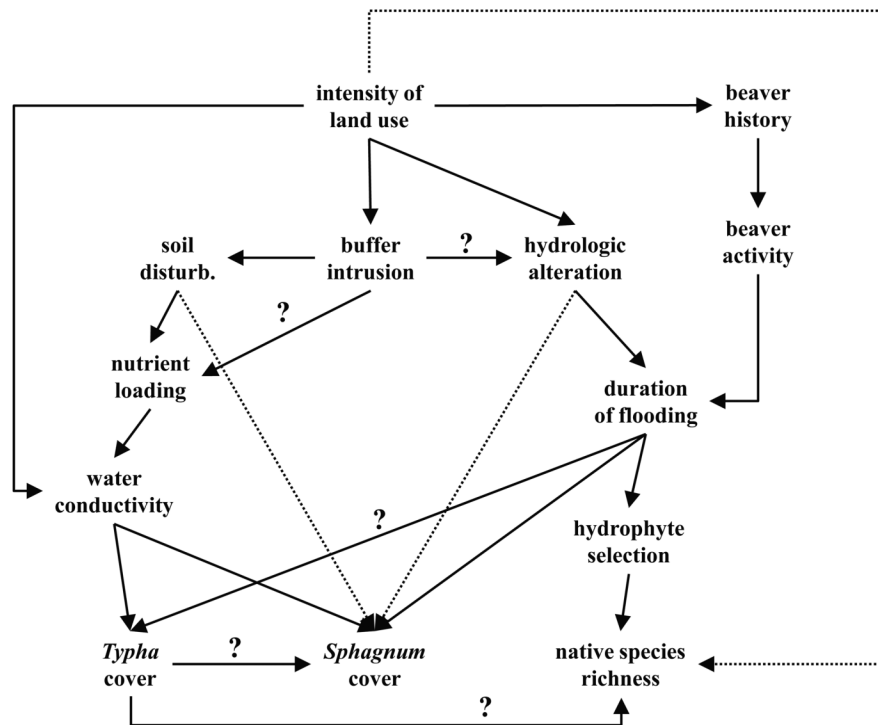 intensity of
land use
beaver
history
soil
disturb.
buffer
intrusion
?
hydrologic
alteration
beaver
activity
?
nutrient
loading
duration
of flooding
water
conductivity
?
hydrophyte
selection
Typha
cover
?
Sphagnum
cover
native species
richness
?